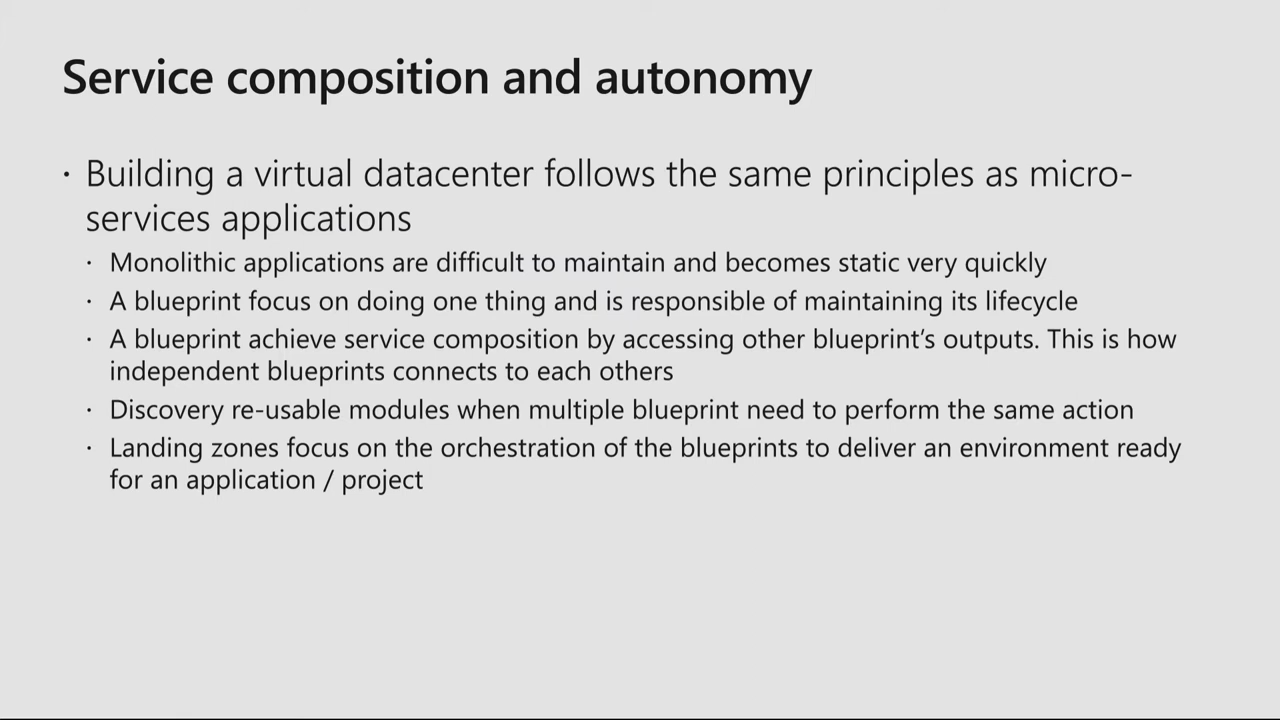 Service composition and autonomy
· Building a virtual datacenter follows the same principles as micro-
services applications
· Monolithic applications are difficult to maintain and becomes static very quickly
· A blueprint focus on doing one thing and is responsible of maintaining its lifecycle
· A blueprint achieve service composition by accessing other blueprint’s outputs. This is how
independent blueprints connects to each others
· Discovery re-usable modules when multiple blueprint need to perform the same action
· Landing zones focus on the orchestration of the blueprints to deliver an environment ready
for an application / project